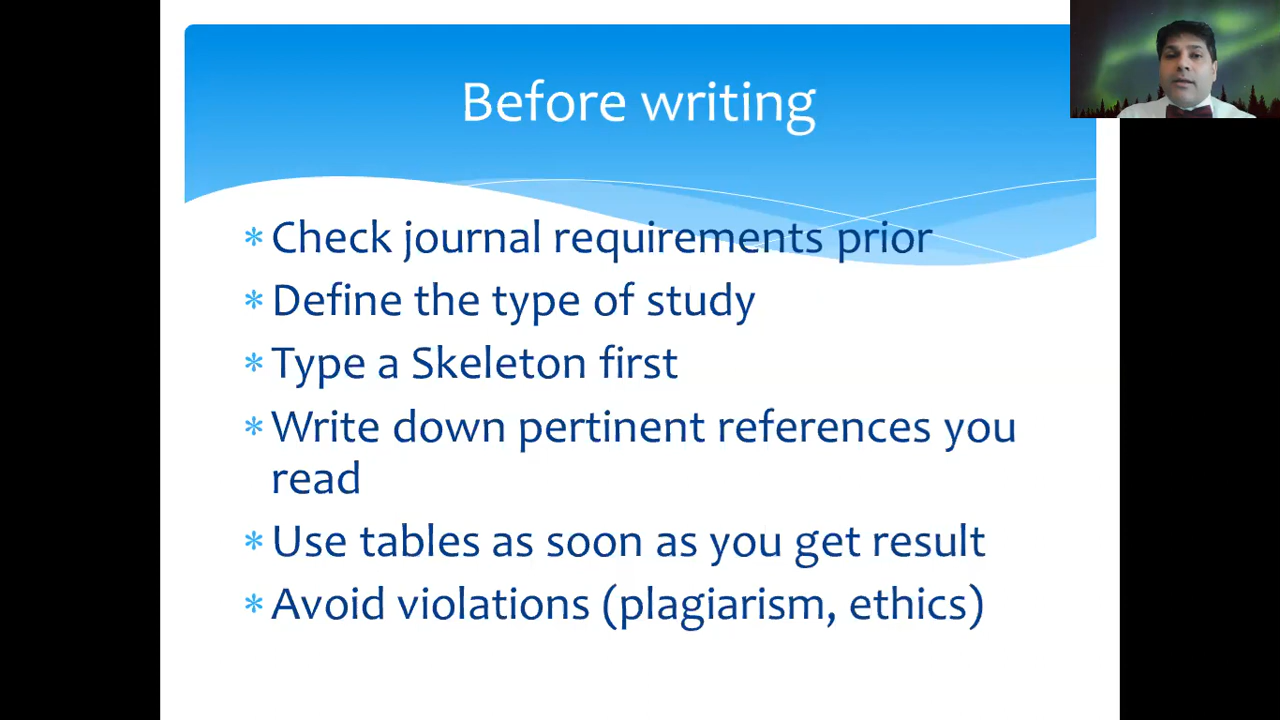 Before writing
* Check journal requirements prior
* Define the type of study
* Type a Skeleton first
* Write down pertinent references you
read
* Use tables as soon as you get result
* Avoid violations (plagiarism, ethics)